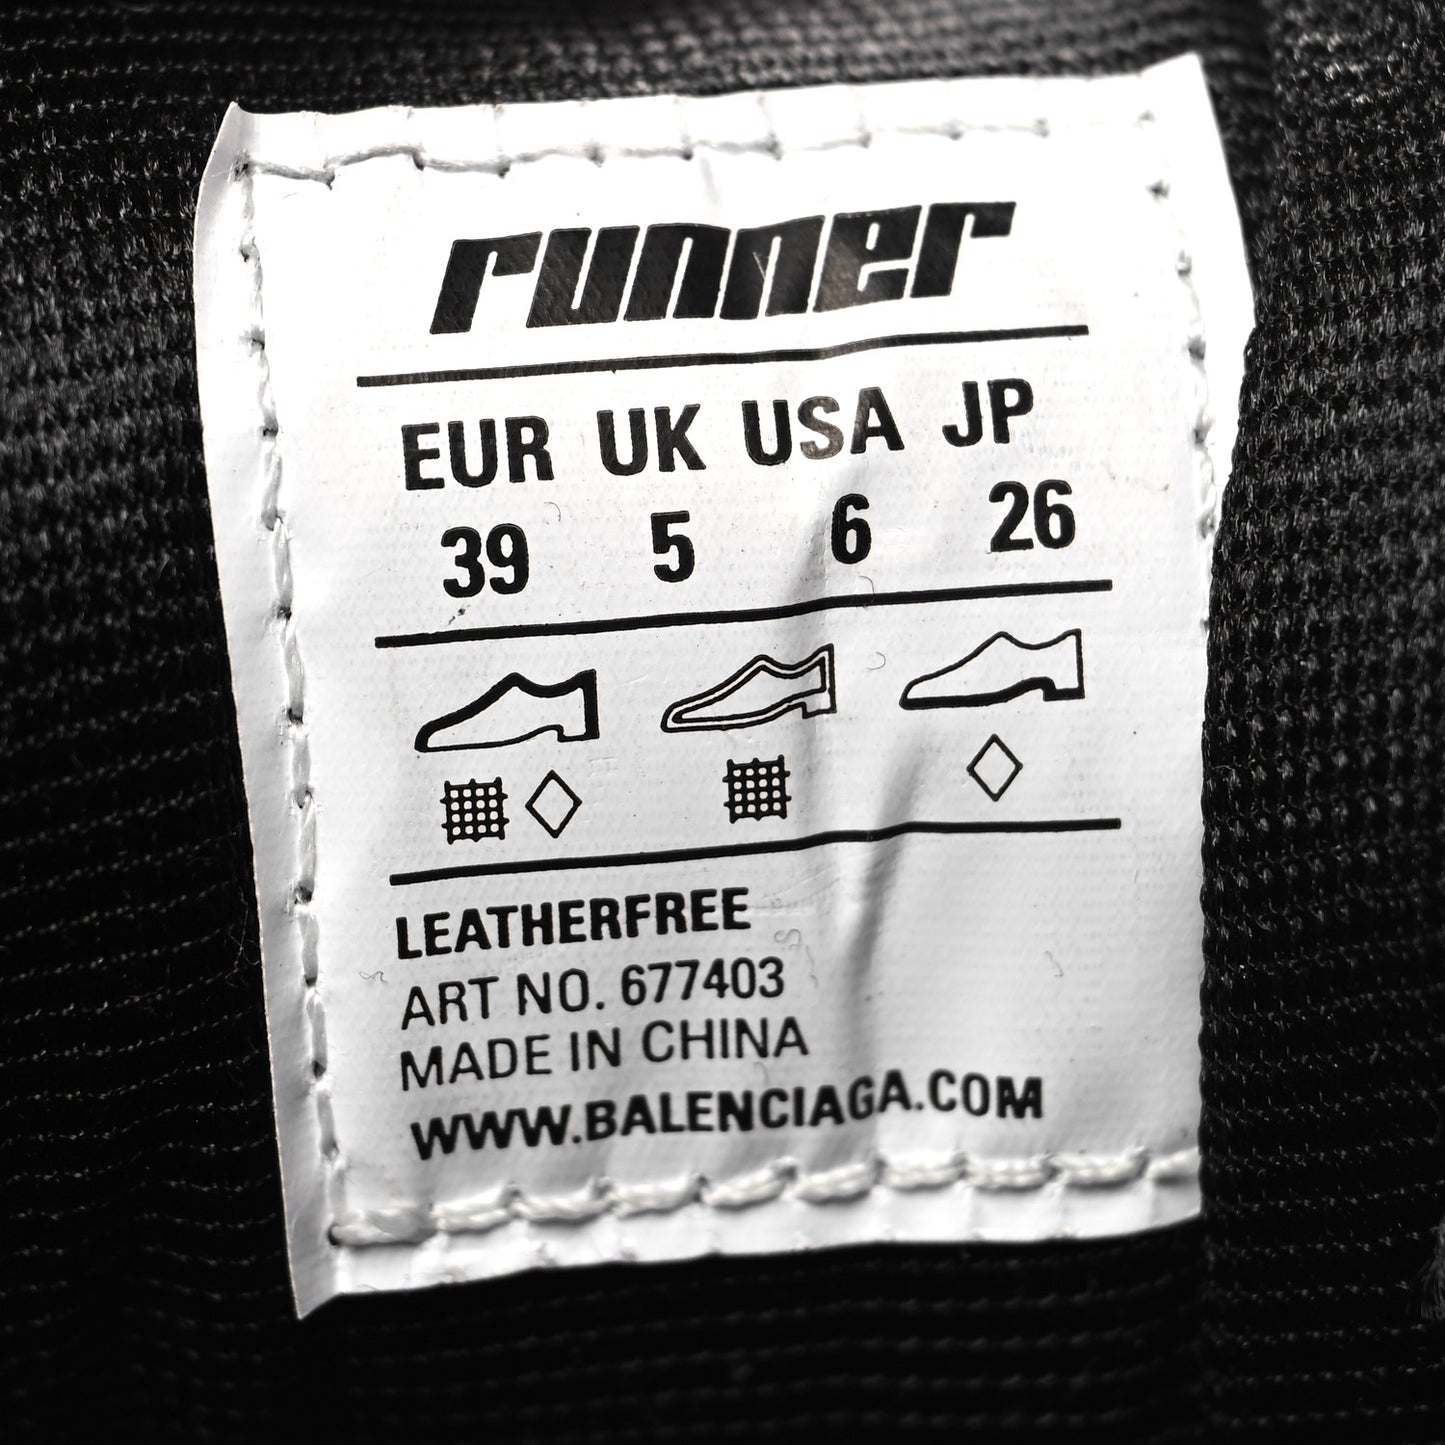 runner
EUR UK USA JP
39 5 6 26
LEATHERFREE
ART NO. 677403
MADE IN CHINA
WWW.BALENCIAGA.COM